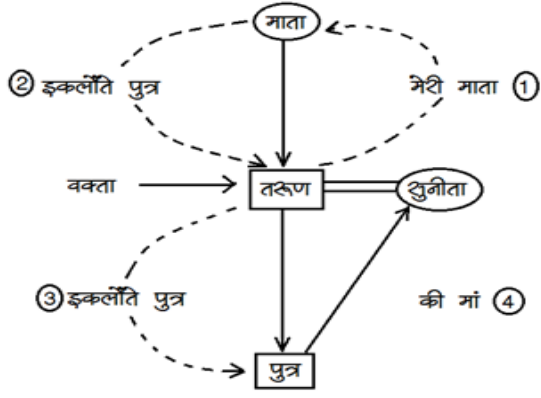 माता
② इकलौते पुत्र
मेरी माता ①
वक्ता
तरूण
सुनीता
③ इकलौते पुत्र
की मां ④
पुत्र